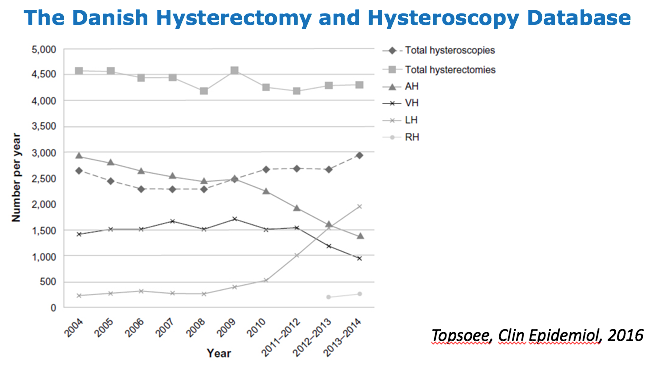 The Danish Hysterectomy and Hysteroscopy Database
5,000
4,500
4,000
3,500
3,000
2,500
2,000
1,500
1,000
500
0
Number per year
2004
2005
2006
2007
2008
2009
2010
2011–2012
2012–2013
2013–2014
Year
Total hysteroscopies
Total hysterectomies
AH
VH
LH
RH
Topsoee, Clin Epidemiol, 2016